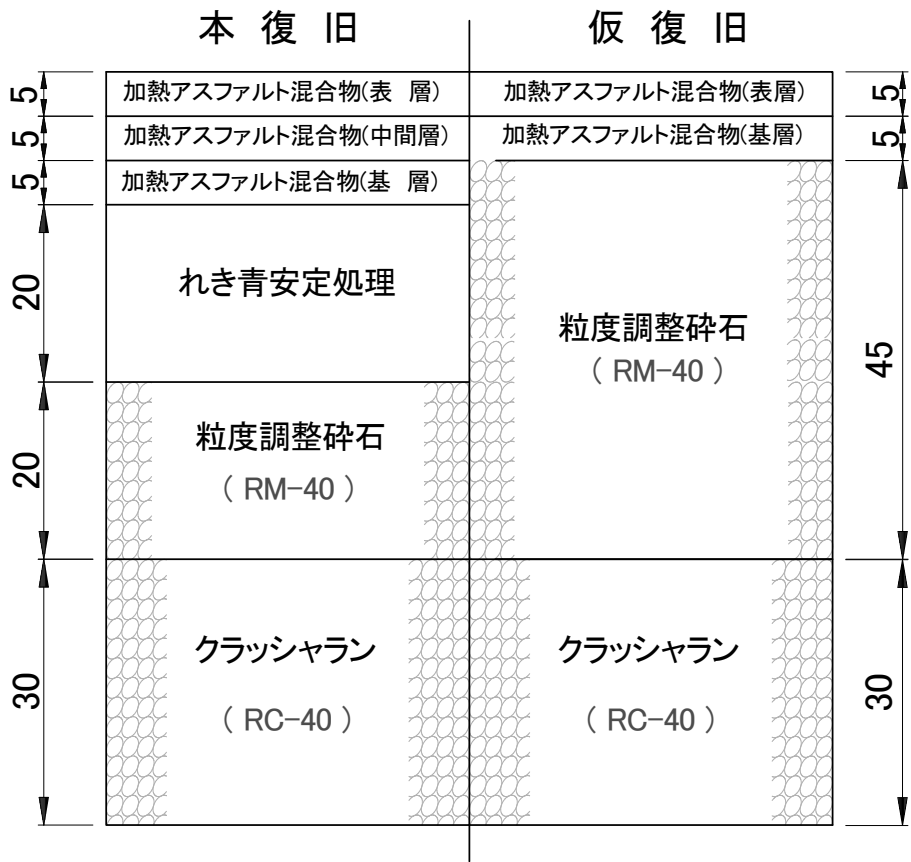 本 復 旧
仮 復 旧
5
加熱アスファルト混合物(表 層)
加熱アスファルト混合物(表層)
5
5
加熱アスファルト混合物(中間層)
加熱アスファルト混合物(基層)
5
5
加熱アスファルト混合物(基 層)
20
れき青安定処理
粒度調整砕石
( RM-40 )
45
20
粒度調整砕石
( RM-40 )
30
クラッシャラン
( RC-40 )
クラッシャラン
( RC-40 )
30